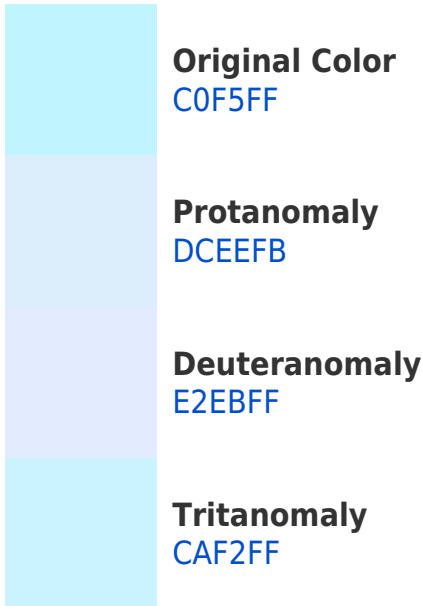 Original Color
C0F5FF
Protanomaly
DCEEFB
Deuteranomaly
E2EBFF
Tritanomaly
CAF2FF